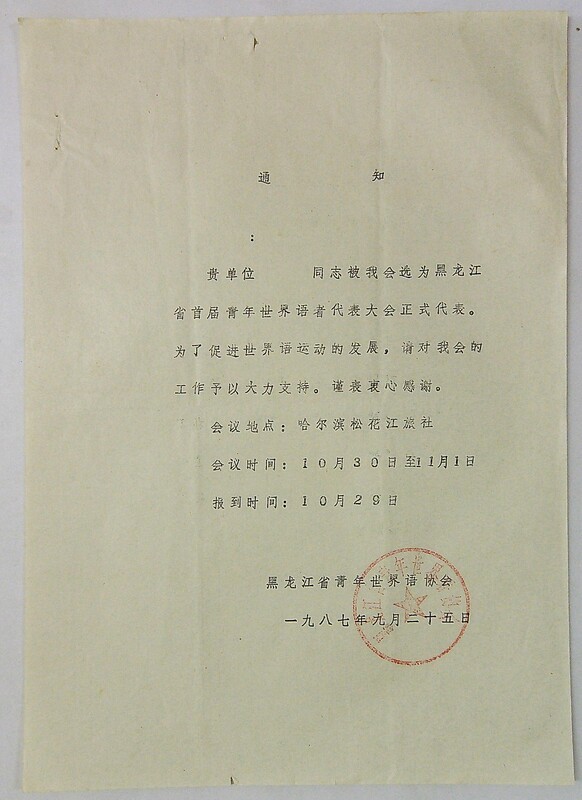 通 知
：
贵单位 同志被我会选为黑龙江
省首届青年世界语者代表大会正式代表。
为了促进世界语运动的发展，请对我会的
工作予以大力支持。谨表衷心感谢。
会议地点：哈尔滨松花江旅社
会议时间：10月30日至11月1日
报到时间：10月29日
黑龙江省青年世界语协会
一九八七年九月二十五日